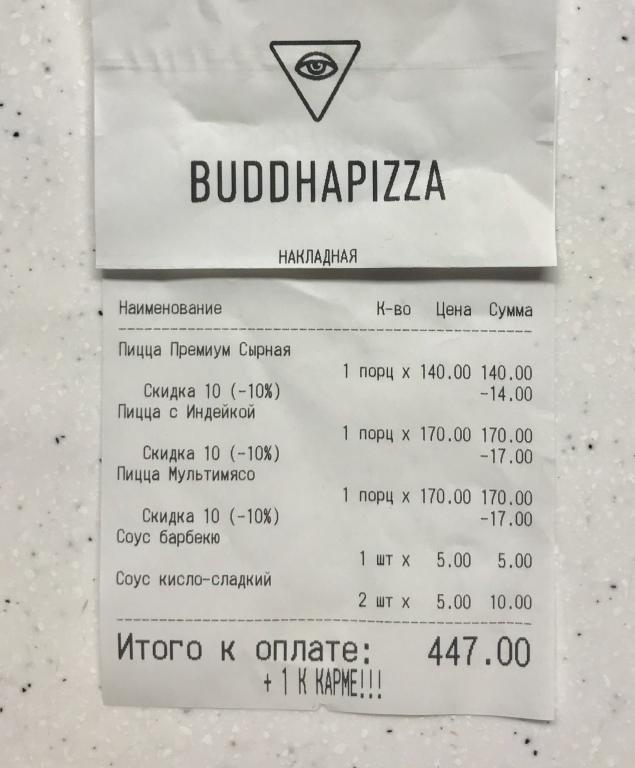 BUDDHAPIZZA
НАКЛАДНАЯ
Наименование К-во Цена Сумма
Пицца Премиум Сырная
1 порц x 140.00 140.00
Скидка 10 (-10%) -14.00
Пицца с Индейкой
1 порц x 170.00 170.00
Скидка 10 (-10%) -17.00
Пицца Мультимясо
1 порц x 170.00 170.00
Скидка 10 (-10%) -17.00
Соус барбекю
1 шт x 5.00 5.00
Соус кисло-сладкий
2 шт x 5.00 10.00
Итого к оплате: 447.00
+ 1 К КАРМЕ!!!